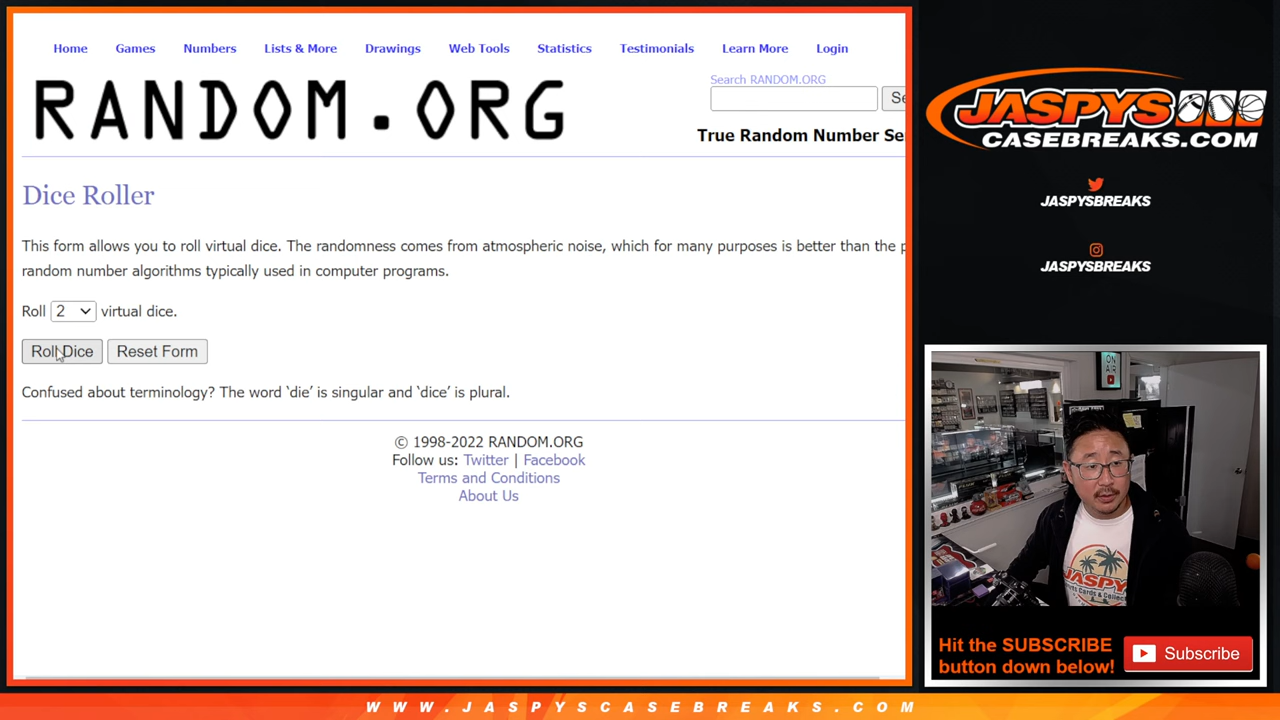 Home Games Numbers Lists & More Drawings Web Tools Statistics Testimonials Learn More Login
RANDOM.ORG
Search RANDOM.ORG
Se
True Random Number Se
Dice Roller
This form allows you to roll virtual dice. The randomness comes from atmospheric noise, which for many purposes is better than the p
random number algorithms typically used in computer programs.
Roll 2 virtual dice.
Roll Dice Reset Form
Confused about terminology? The word ‘die’ is singular and ‘dice’ is plural.
© 1998-2022 RANDOM.ORG
Follow us: Twitter | Facebook
Terms and Conditions
About Us
JASPYS
CASEBREAKS.COM
JASPYSBREAKS
JASPYSBREAKS
ON AIR
JASPYS
Hit the SUBSCRIBE
button down below!
Subscribe
WWW.JASPYSCASEBREAKS.COM